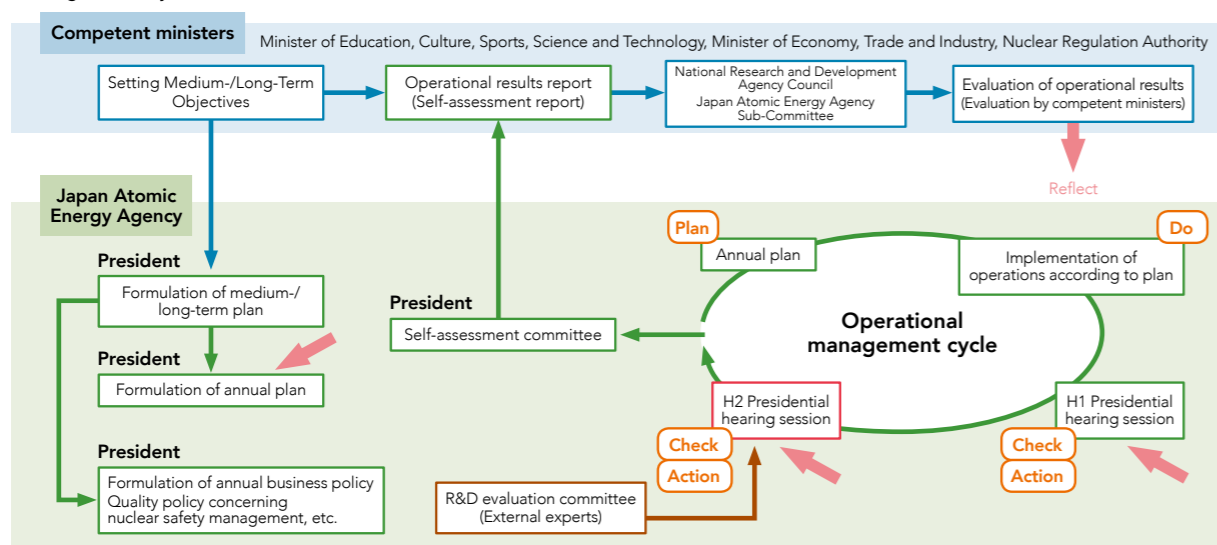 Competent ministers
Minister of Education, Culture, Sports, Science and Technology, Minister of Economy, Trade and Industry, Nuclear Regulation Authority
Setting Medium-/Long-Term
Objectives
Operational results report
(Self-assessment report)
National Research and Development
Agency Council
Japan Atomic Energy Agency
Sub-Committee
Evaluation of operational results
(Evaluation by competent ministers)
Reflect
Japan Atomic
Energy Agency
President
Formulation of medium-/
long-term plan
President
Formulation of annual plan
President
Formulation of annual business policy
Quality policy concerning
nuclear safety management, etc.
President
Self-assessment committee
Plan
Annual plan
Do
Implementation of
operations according to plan
Operational
management cycle
H2 Presidential
hearing session
Check
Action
H1 Presidential
hearing session
Check
Action
R&D evaluation committee
(External experts)